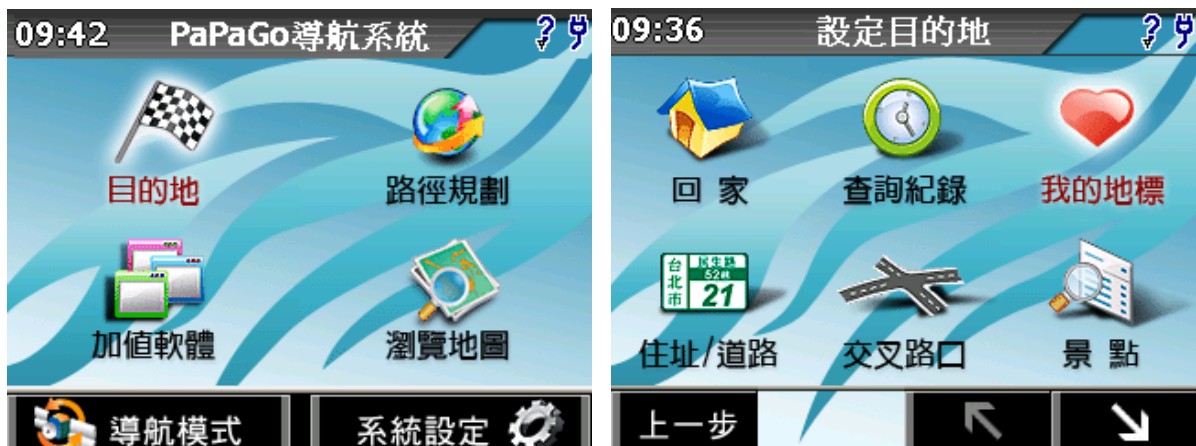 09:42 PaPaGo導航系統 ?
目的地 路徑規劃
加值軟體 瀏覽地圖
導航模式 系統設定
09:36 設定目的地 ?
回家 查詢紀錄 我的地標
台北市 民生路 52巷 21
住址/道路 交叉路口 景點
上一步